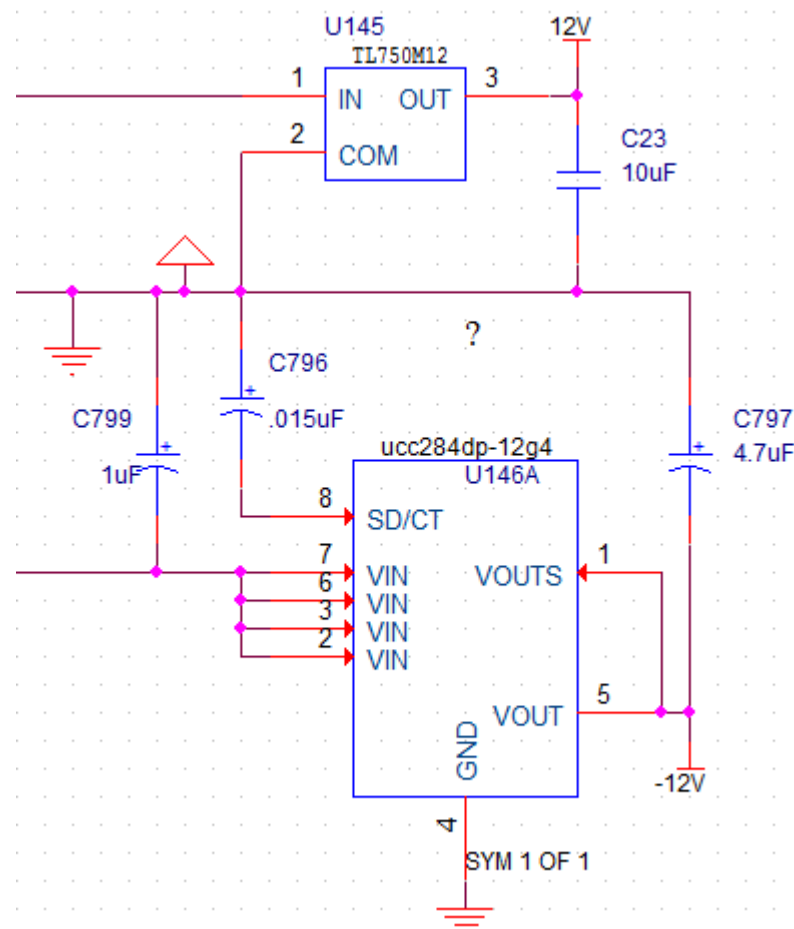 U145
12V
TL750M12
1
3
IN
OUT
2
COM
C23
10uF
?
C796
.015uF
C799
1uF
C797
4.7uF
ucc284dp-12g4
U146A
8
SD/CT
7
VIN
6
VIN
3
VIN
2
VIN
VOUTS
1
VOUT
5
GND
-12V
4
SYM 1 OF 1